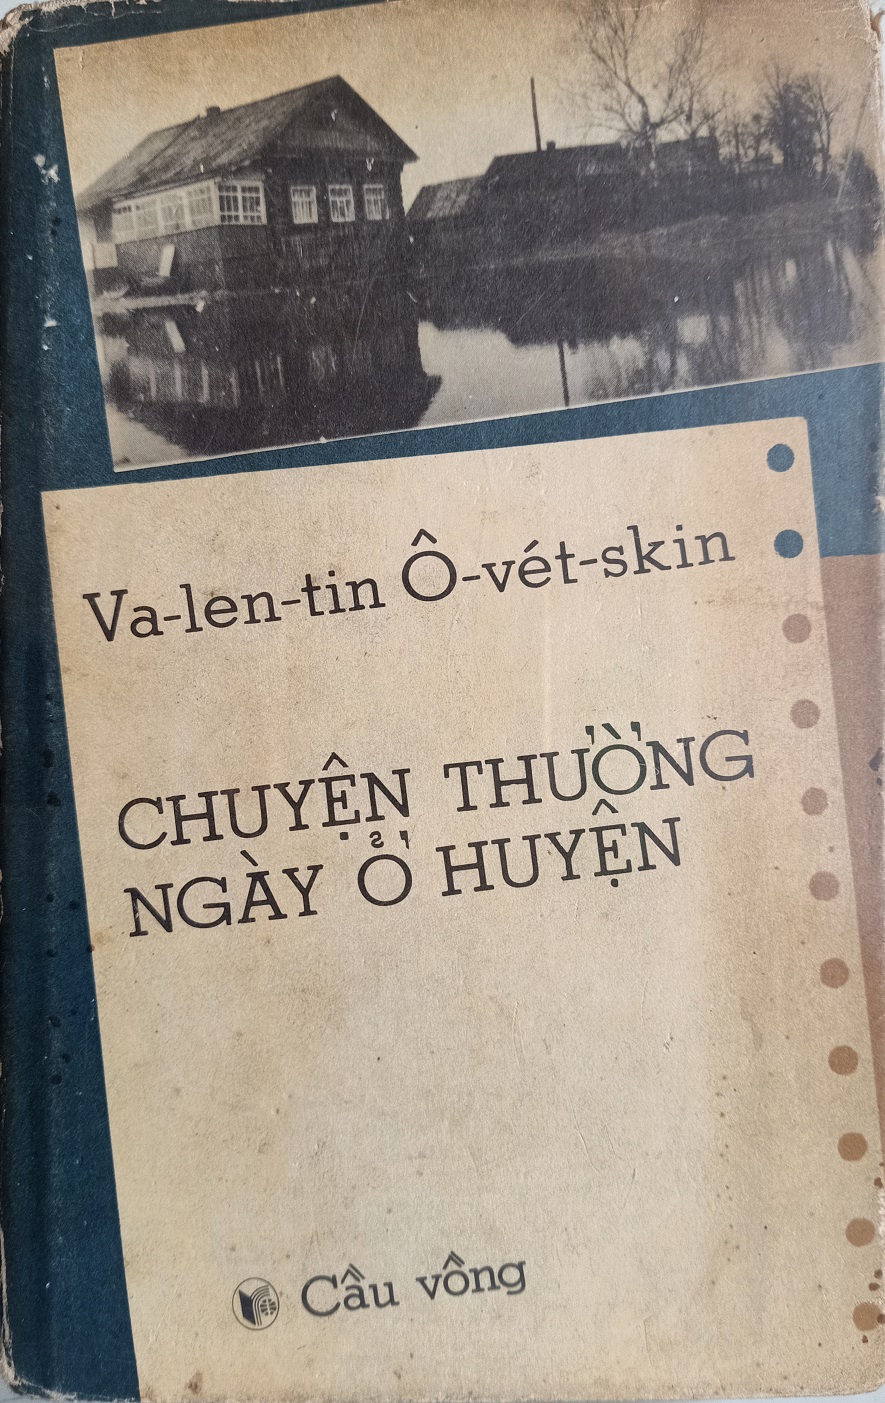 Va-len-tin Ô-vét-skin
CHUYỆN THƯỜNG
NGÀY Ở HUYỆN
Cầu vồng